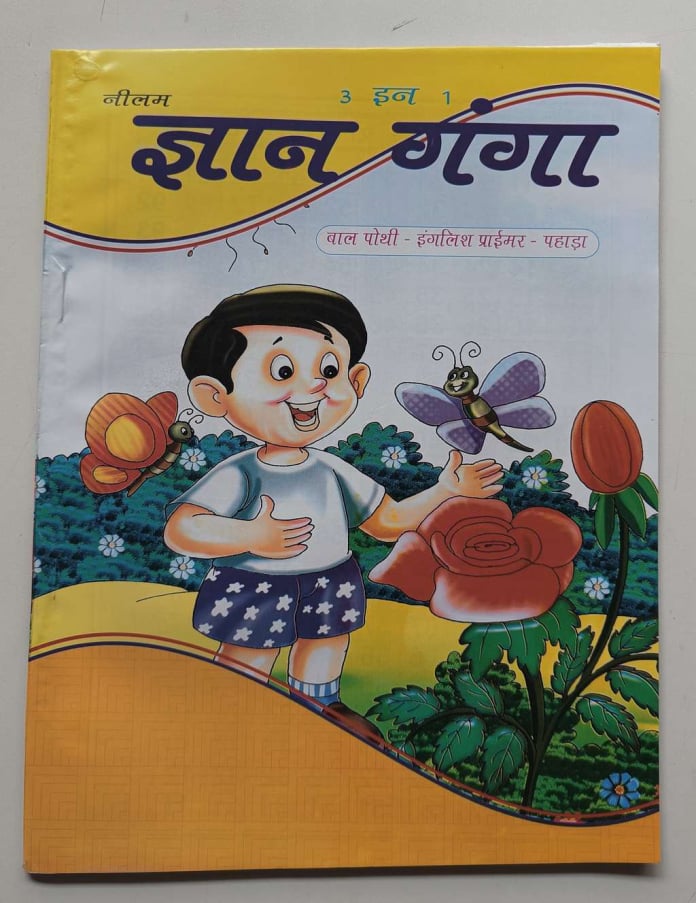 नीलम
3 इन 1
ज्ञान गंगा
बाल पोथी - इंगलिश प्राईमर - पहाड़ा